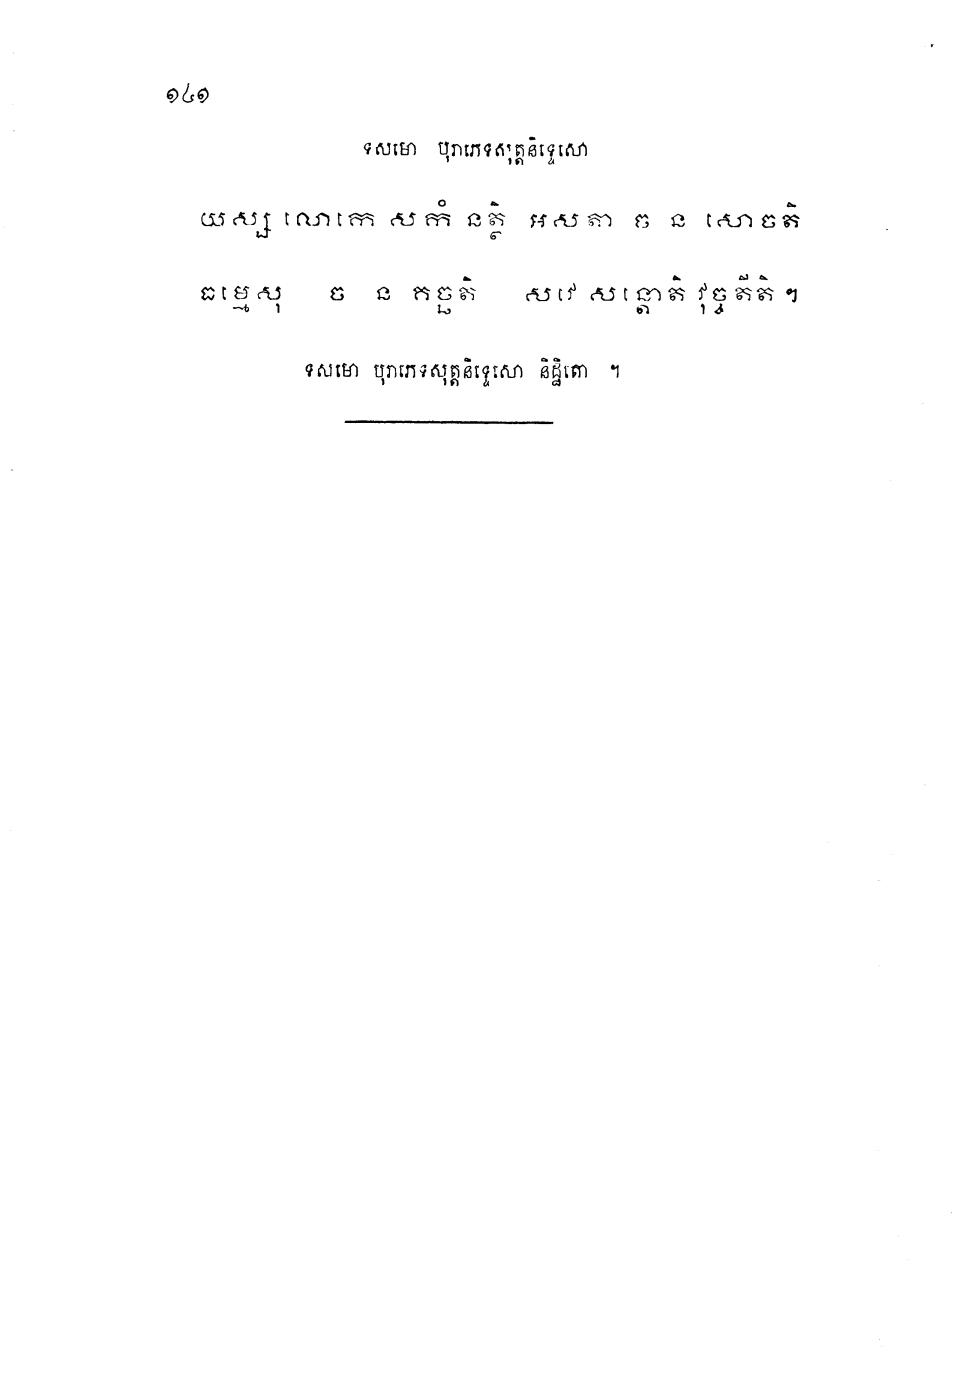 ១៤១
ទសមោ បុរាភេទសុត្តនិទ្ទេសោ
យស្ស លោកេ សកំ នត្ថិ អសតា ច ន សោចតិ
ធម្មេសុ ច ន គច្ឆតិ ស វេ សន្តោតិ វុច្ចតីតិ ។
ទសមោ បុរាភេទសុត្តនិទ្ទេសោ និដ្ឋិតោ ។